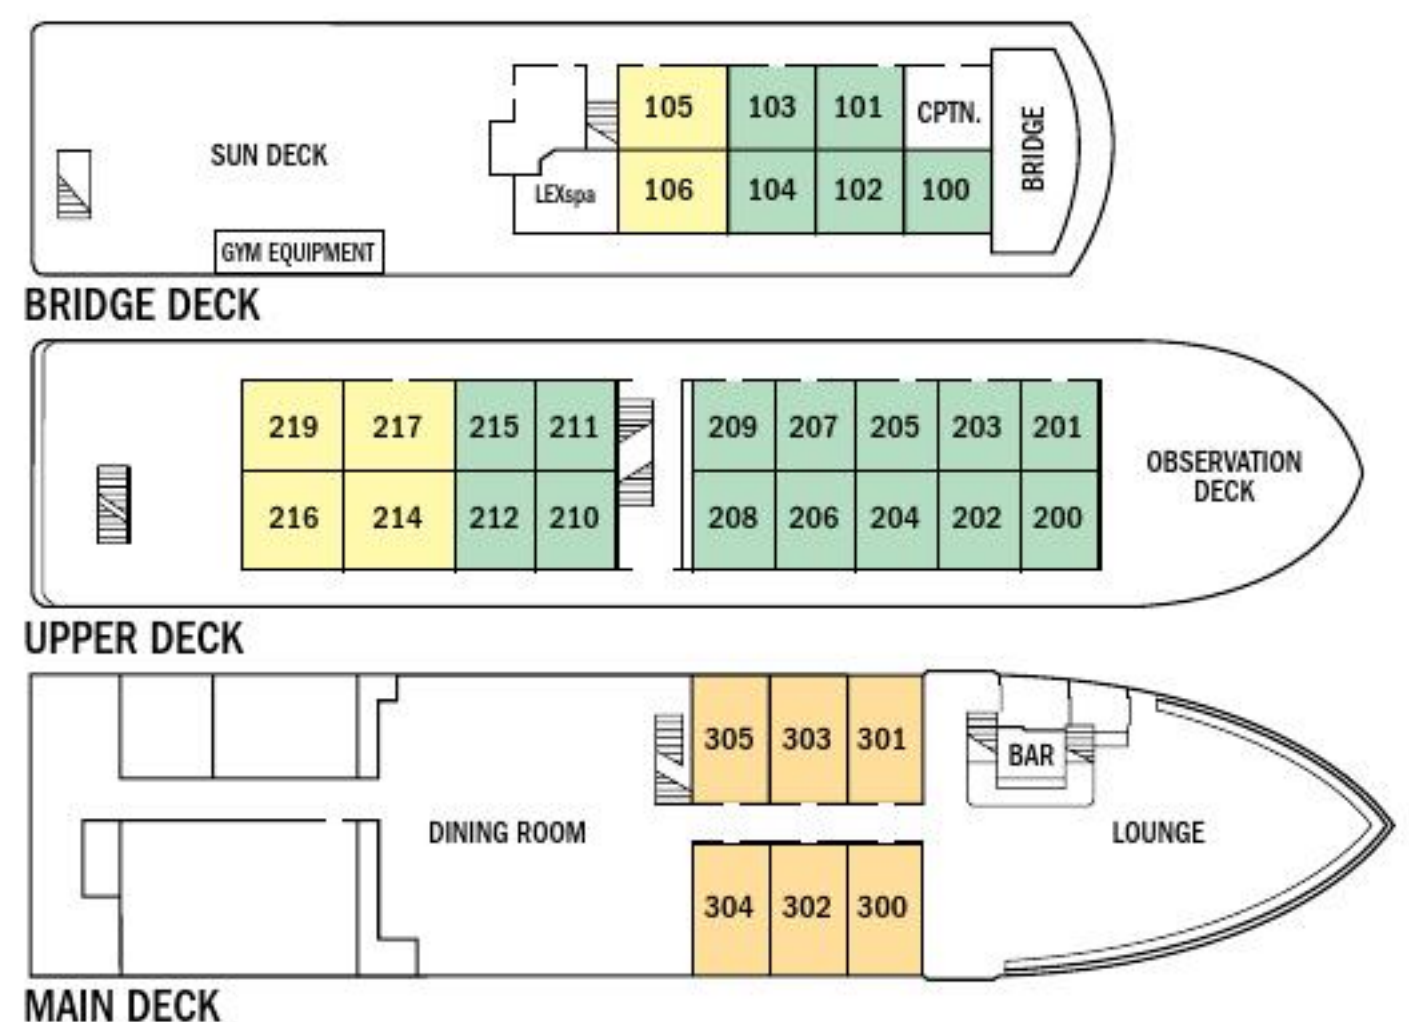 105 103 101 CPTN.
SUN DECK
BRIDGE
106 104 102 100
LEXspa
GYM EQUIPMENT
BRIDGE DECK
219 217 215 211 209 207 205 203 201
OBSERVATION
DECK
216 214 212 210 208 206 204 202 200
UPPER DECK
305 303 301
BAR
DINING ROOM
LOUNGE
304 302 300
MAIN DECK